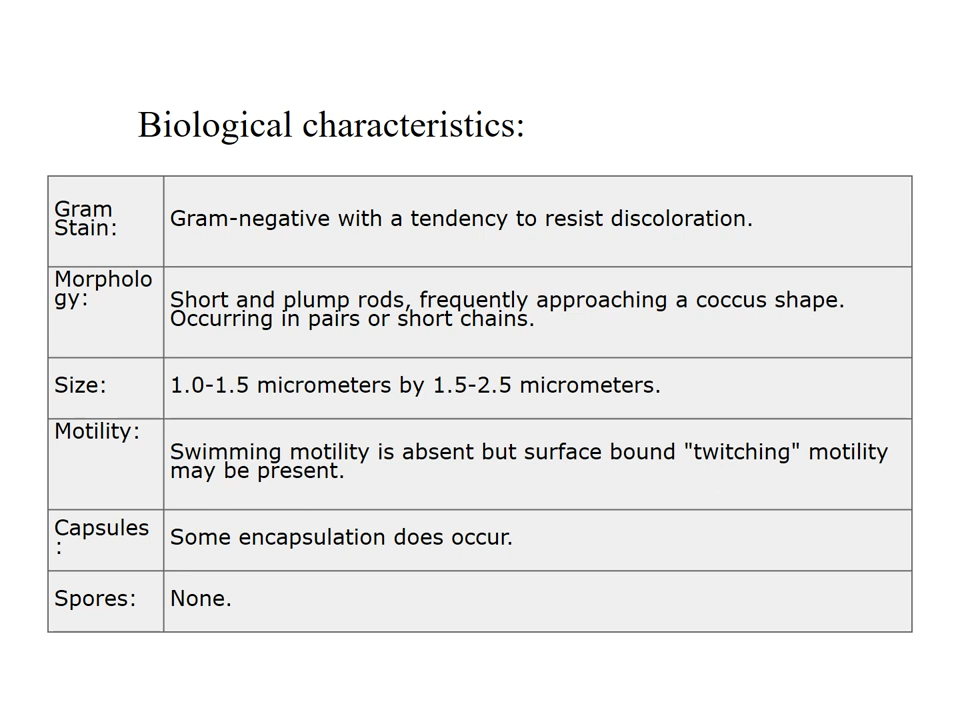 Biological characteristics:
Gram
Stain:
Gram-negative with a tendency to resist discoloration.
Morpholo
gy:
Short and plump rods, frequently approaching a coccus shape.
Occurring in pairs or short chains.
Size:
1.0-1.5 micrometers by 1.5-2.5 micrometers.
Motility:
Swimming motility is absent but surface bound "twitching" motility
may be present.
Capsules
:
Some encapsulation does occur.
Spores:
None.